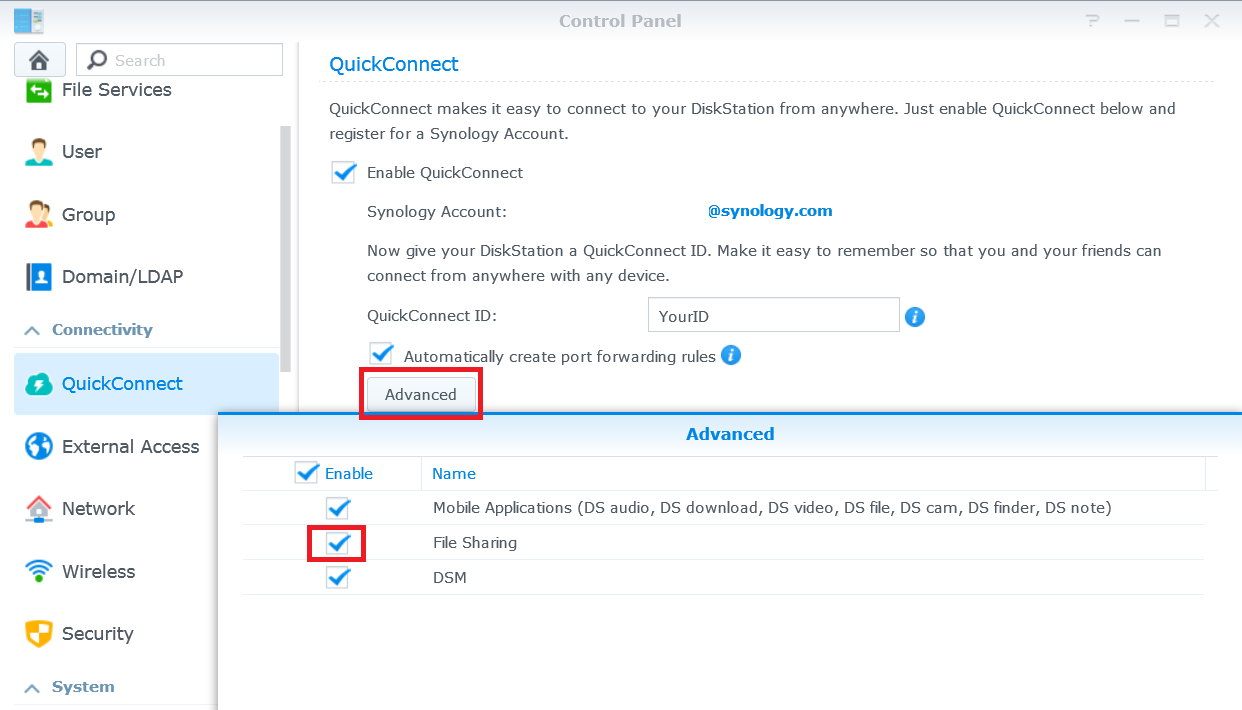 Control Panel
Search
File Services
User
Group
Domain/LDAP
Connectivity
QuickConnect
External Access
Network
Wireless
Security
System
QuickConnect
QuickConnect makes it easy to connect to your DiskStation from anywhere. Just enable QuickConnect below and
register for a Synology Account.
Enable QuickConnect
Synology Account: @synology.com
Now give your DiskStation a QuickConnect ID. Make it easy to remember so that you and your friends can
connect from anywhere with any device.
QuickConnect ID: YourID
Automatically create port forwarding rules
Advanced
Advanced
Enable Name
Mobile Applications (DS audio, DS download, DS video, DS file, DS cam, DS finder, DS note)
File Sharing
DSM